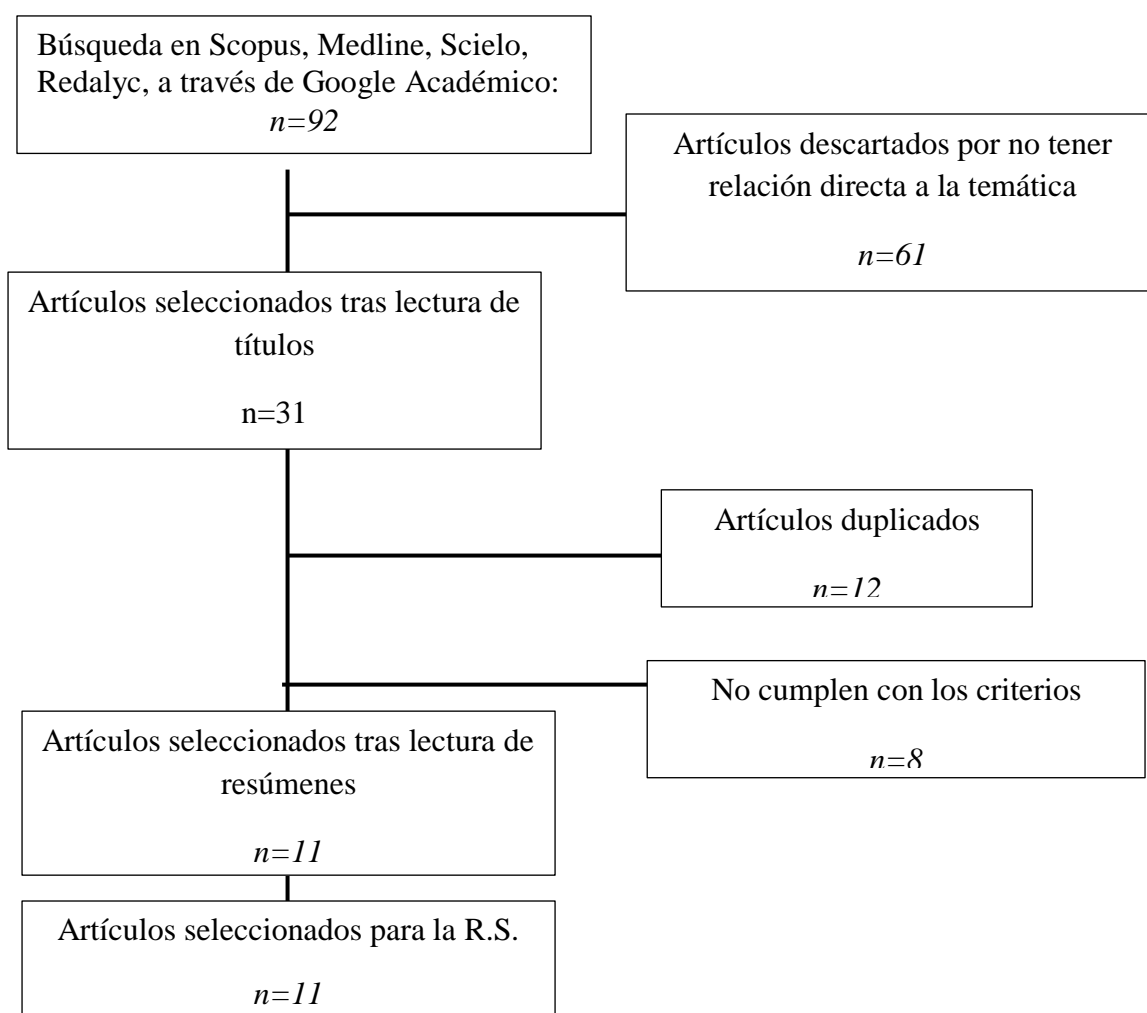 Búsqueda en Scopus, Medline, Scielo,
Redalyc, a través de Google Académico:
n=92
Artículos descartados por no tener
relación directa a la temática
n=61
Artículos seleccionados tras lectura de
títulos
n=31
Artículos duplicados
n=12
No cumplen con los criterios
n=8
Artículos seleccionados tras lectura de
resúmenes
n=11
Artículos seleccionados para la R.S.
n=11